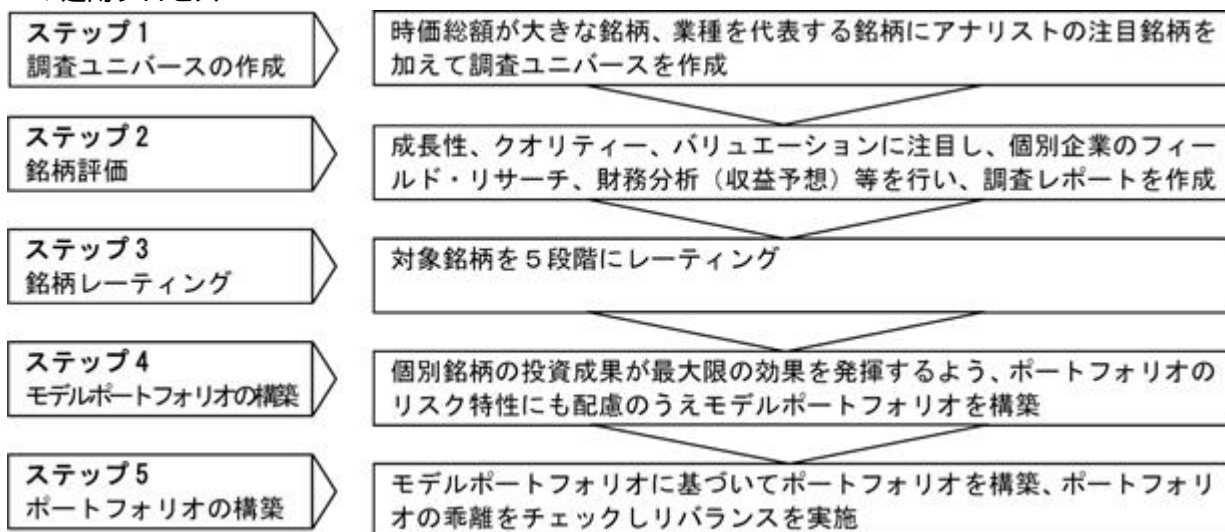 ステップ1
調査ユニバースの作成
時価総額が大きな銘柄、業種を代表する銘柄にアナリストの注目銘柄を
加えて調査ユニバースを作成
ステップ2
銘柄評価
成長性、クオリティー、バリュエーションに注目し、個別企業のフィー
ルド・リサーチ、財務分析（収益予想）等を行い、調査レポートを作成
ステップ3
銘柄レーティング
対象銘柄を５段階にレーティング
ステップ4
モデルポートフォリオの構築
個別銘柄の投資成果が最大限の効果を発揮するよう、ポートフォリオの
リスク特性にも配慮のうえモデルポートフォリオを構築
ステップ5
ポートフォリオの構築
モデルポートフォリオに基づいてポートフォリオを構築、ポートフォリ
オの乖離をチェックしリバランスを実施